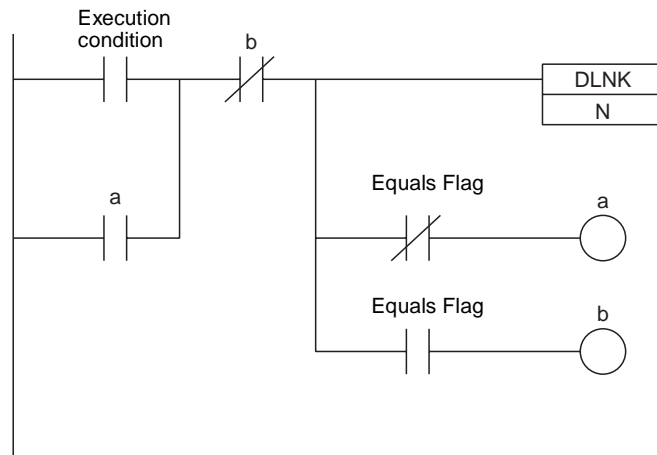 Execution
condition
b
DLNK
N
a
Equals Flag
a
Equals Flag
b